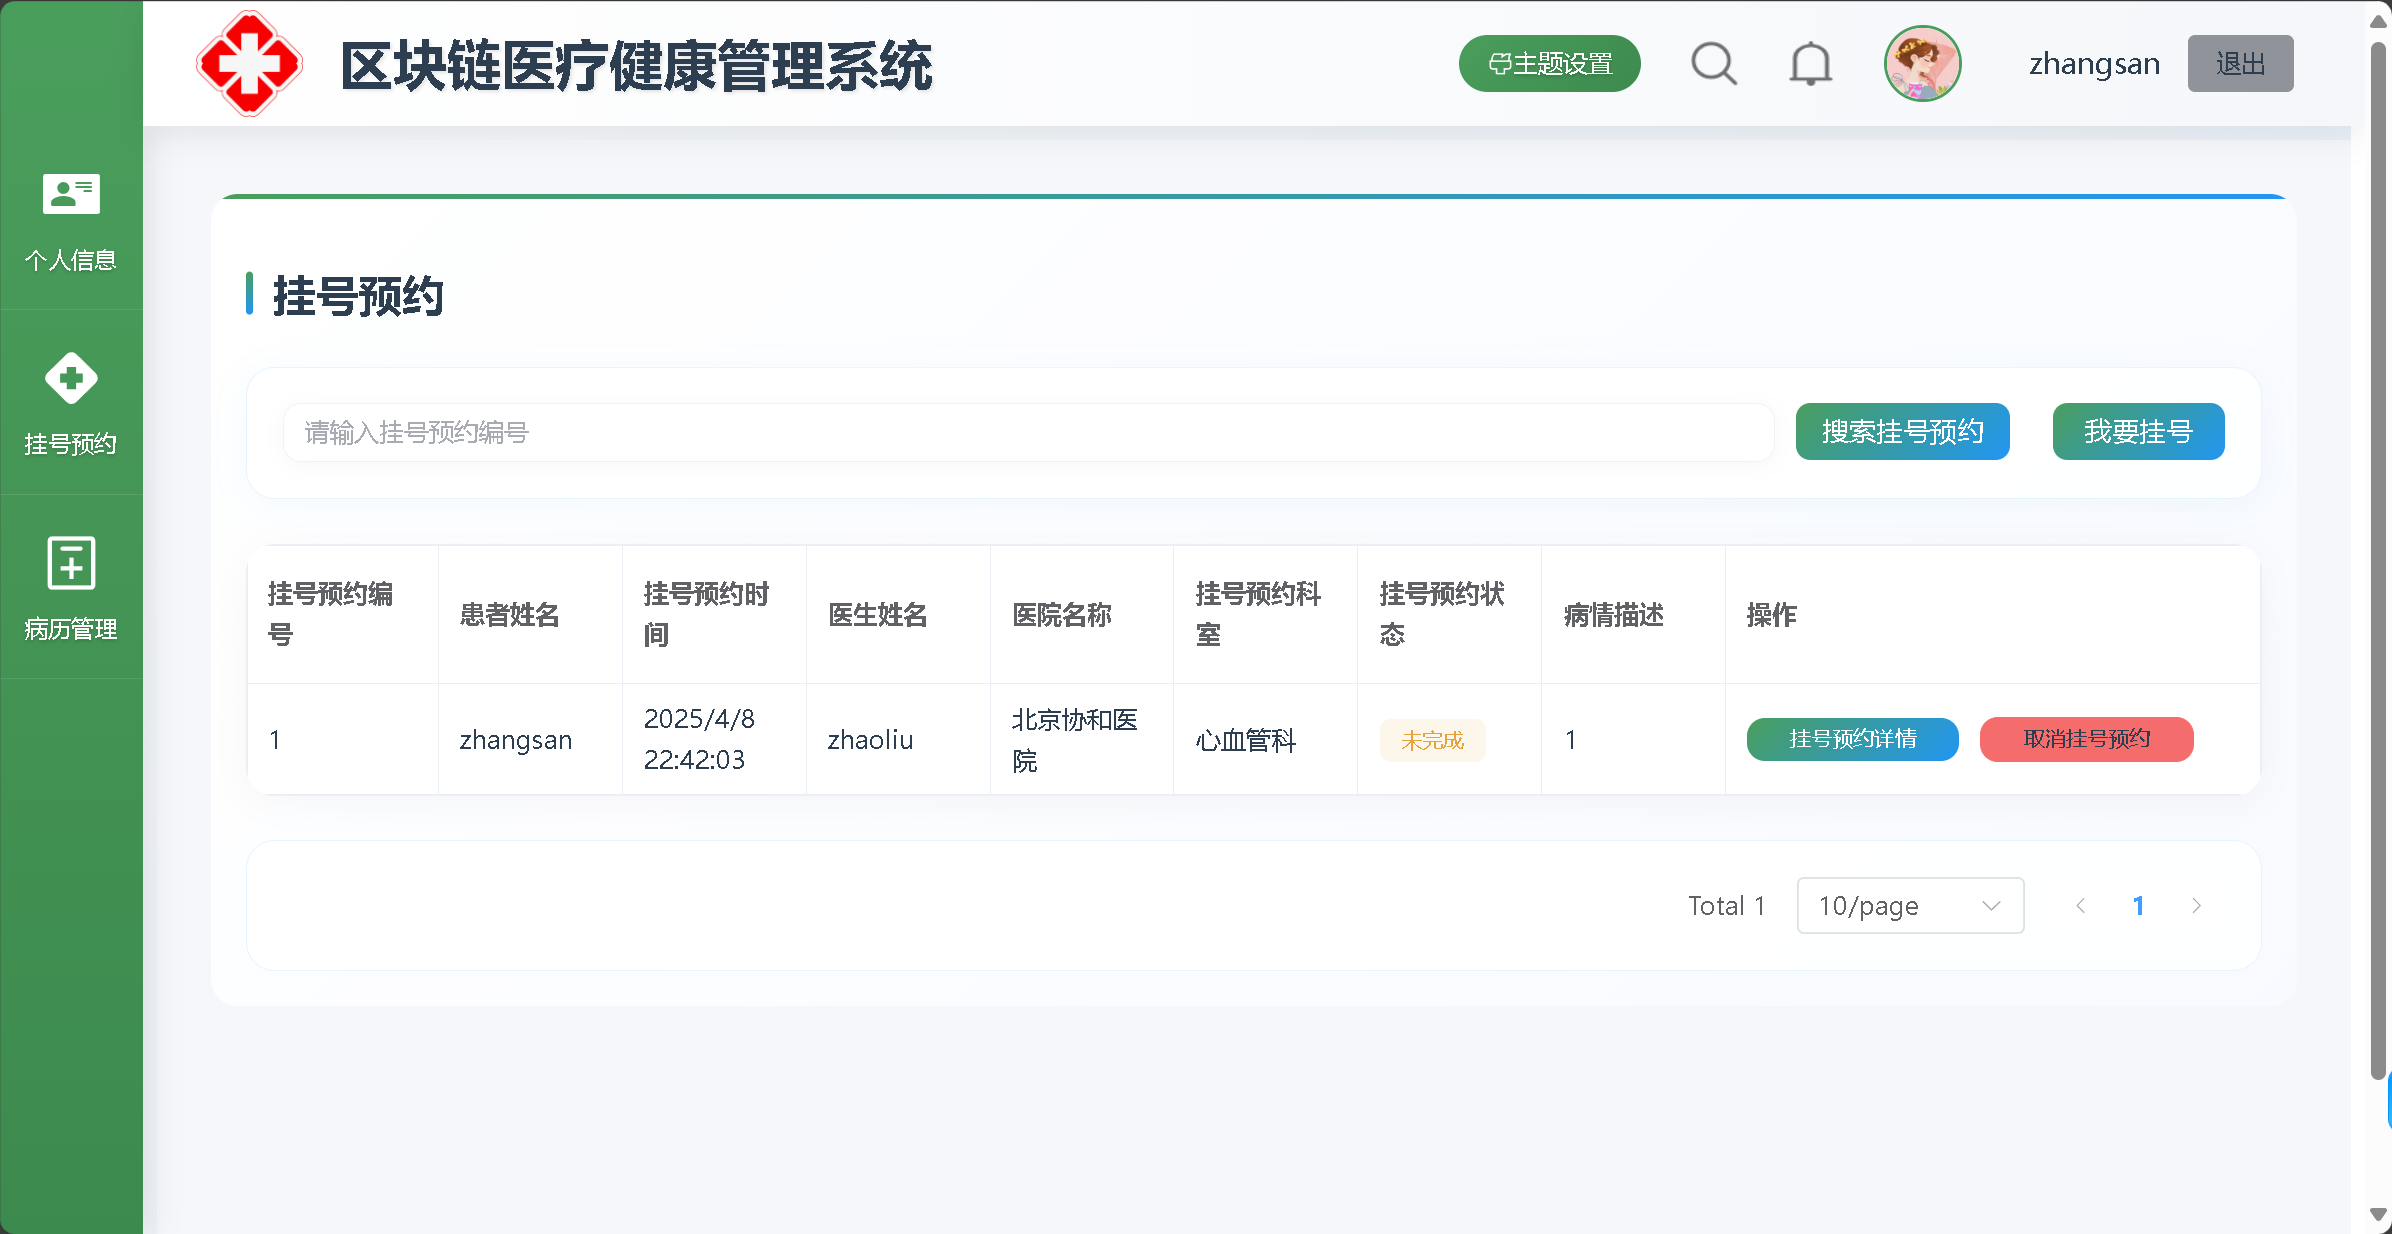 区块链医疗健康管理系统
主题设置
zhangsan
退出
个人信息
挂号预约
病历管理
挂号预约
请输入挂号预约编号
搜索挂号预约
我要挂号
挂号预约编
号
患者姓名
挂号预约时
间
医生姓名
医院名称
挂号预约科
室
挂号预约状
态
病情描述
操作
1
zhangsan
2025/4/8
22:42:03
zhaoliu
北京协和医
院
心血管科
未完成
1
挂号预约详情
取消挂号预约
Total 1
10/page
1